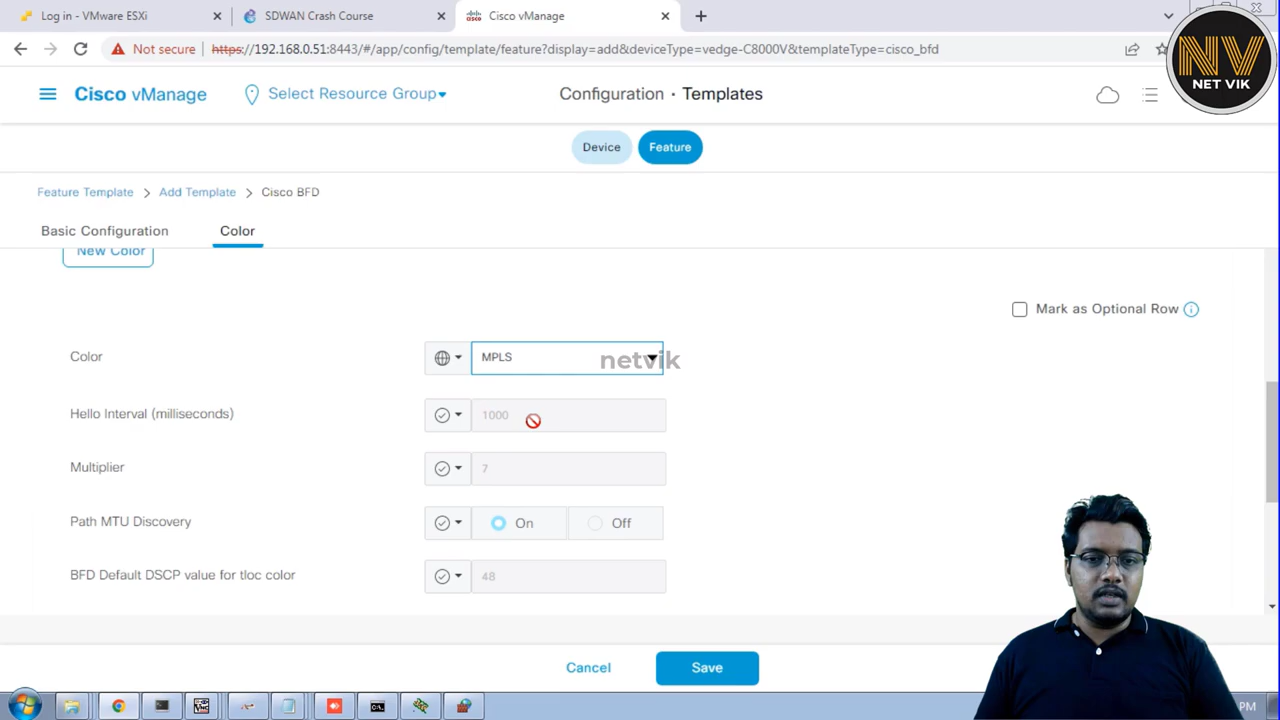 Log in - VMware ESXi
SDWAN Crash Course
Cisco vManage
Not secure
https://192.168.0.51:8443/#/app/config/template/feature?display=add&deviceType=vedge-C8000V&templateType=cisco_bfd
NV
NET VIK
Cisco vManage
Select Resource Group
Configuration · Templates
Device
Feature
Feature Template > Add Template > Cisco BFD
Basic Configuration
Color
New Color
Mark as Optional Row
Color
MPLS
netvik
Hello Interval (milliseconds)
1000
Multiplier
7
Path MTU Discovery
On
Off
BFD Default DSCP value for tloc color
48
Cancel
Save
PM